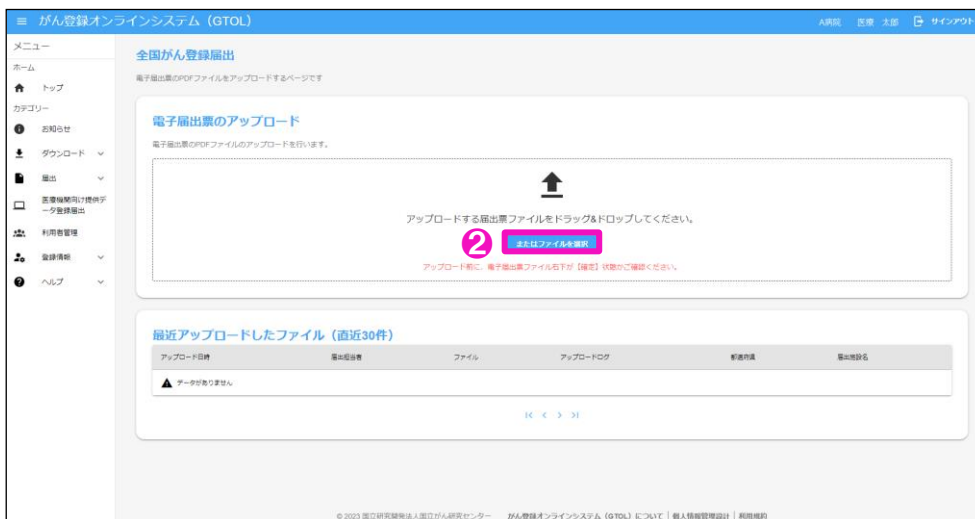 がん登録オンラインシステム（GTOL）
A病院 医療 太郎 サインアウト
メニュー
ホーム
トップ
カテゴリー
お知らせ
ダウンロード
届出
医療機関向け提供デ
ータ登録届出
利用者管理
登録情報
ヘルプ
全国がん登録届出
電子届出票のPDFファイルをアップロードするページです
電子届出票のアップロード
電子届出票のPDFファイルのアップロードを行います。
アップロードする届出票ファイルをドラッグ&ドロップしてください。
❷ またはファイルを選択
アップロード前に、電子届出票ファイル右下が【確定】状態かご確認ください。
最近アップロードしたファイル（直近30件）
アップロード日時 届出担当者 ファイル アップロードログ 都道府県 届出施設名
データがありません
© 2023 国立研究開発法人国立がん研究センター がん登録オンラインシステム（GTOL）について | 個人情報管理設計 | 利用規約